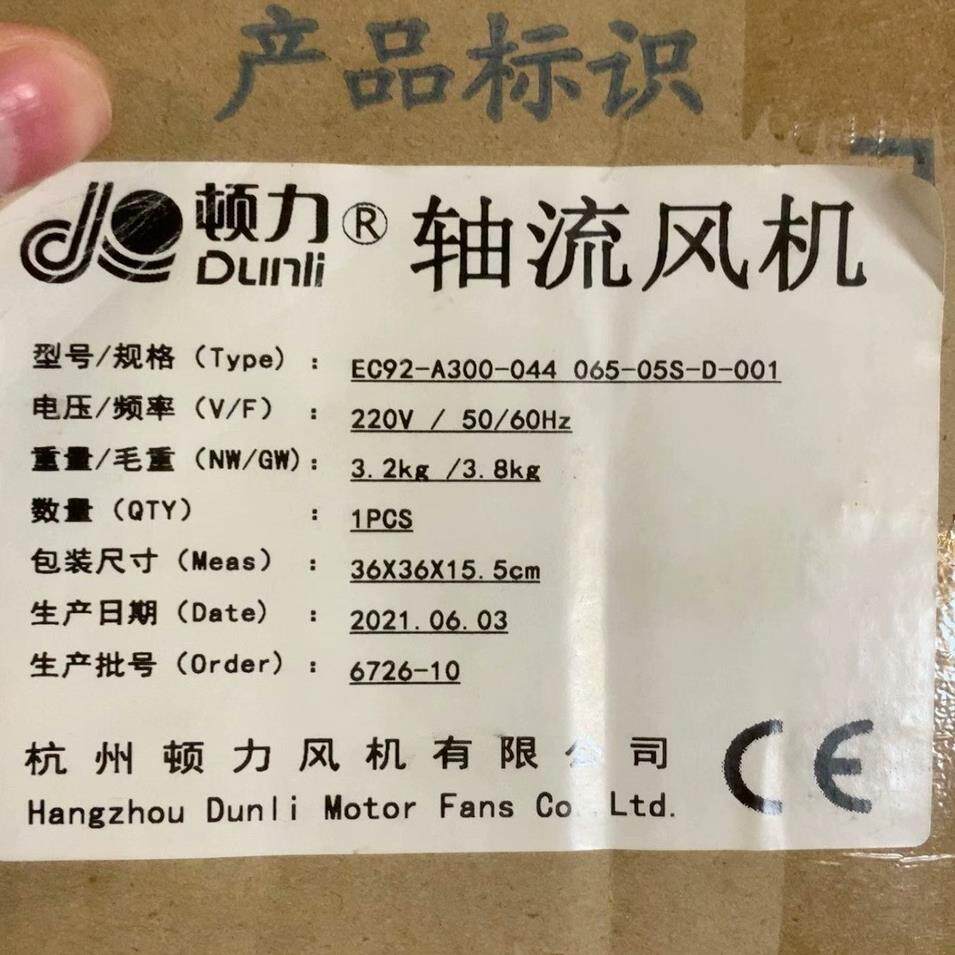 产品标识
顿力® 轴流风机
Dunli
型号/规格 (Type) : EC92-A300-044 065-05S-D-001
电压/频率 (V/F) : 220V / 50/60Hz
重量/毛重 (NW/GW): 3.2kg /3.8kg
数量 (QTY) : 1PCS
包装尺寸 (Meas) : 36X36X15.5cm
生产日期 (Date) : 2021.06.03
生产批号 (Order) : 6726-10
杭州顿力风机有限公司 CE
Hangzhou Dunli Motor Fans Co. Ltd.